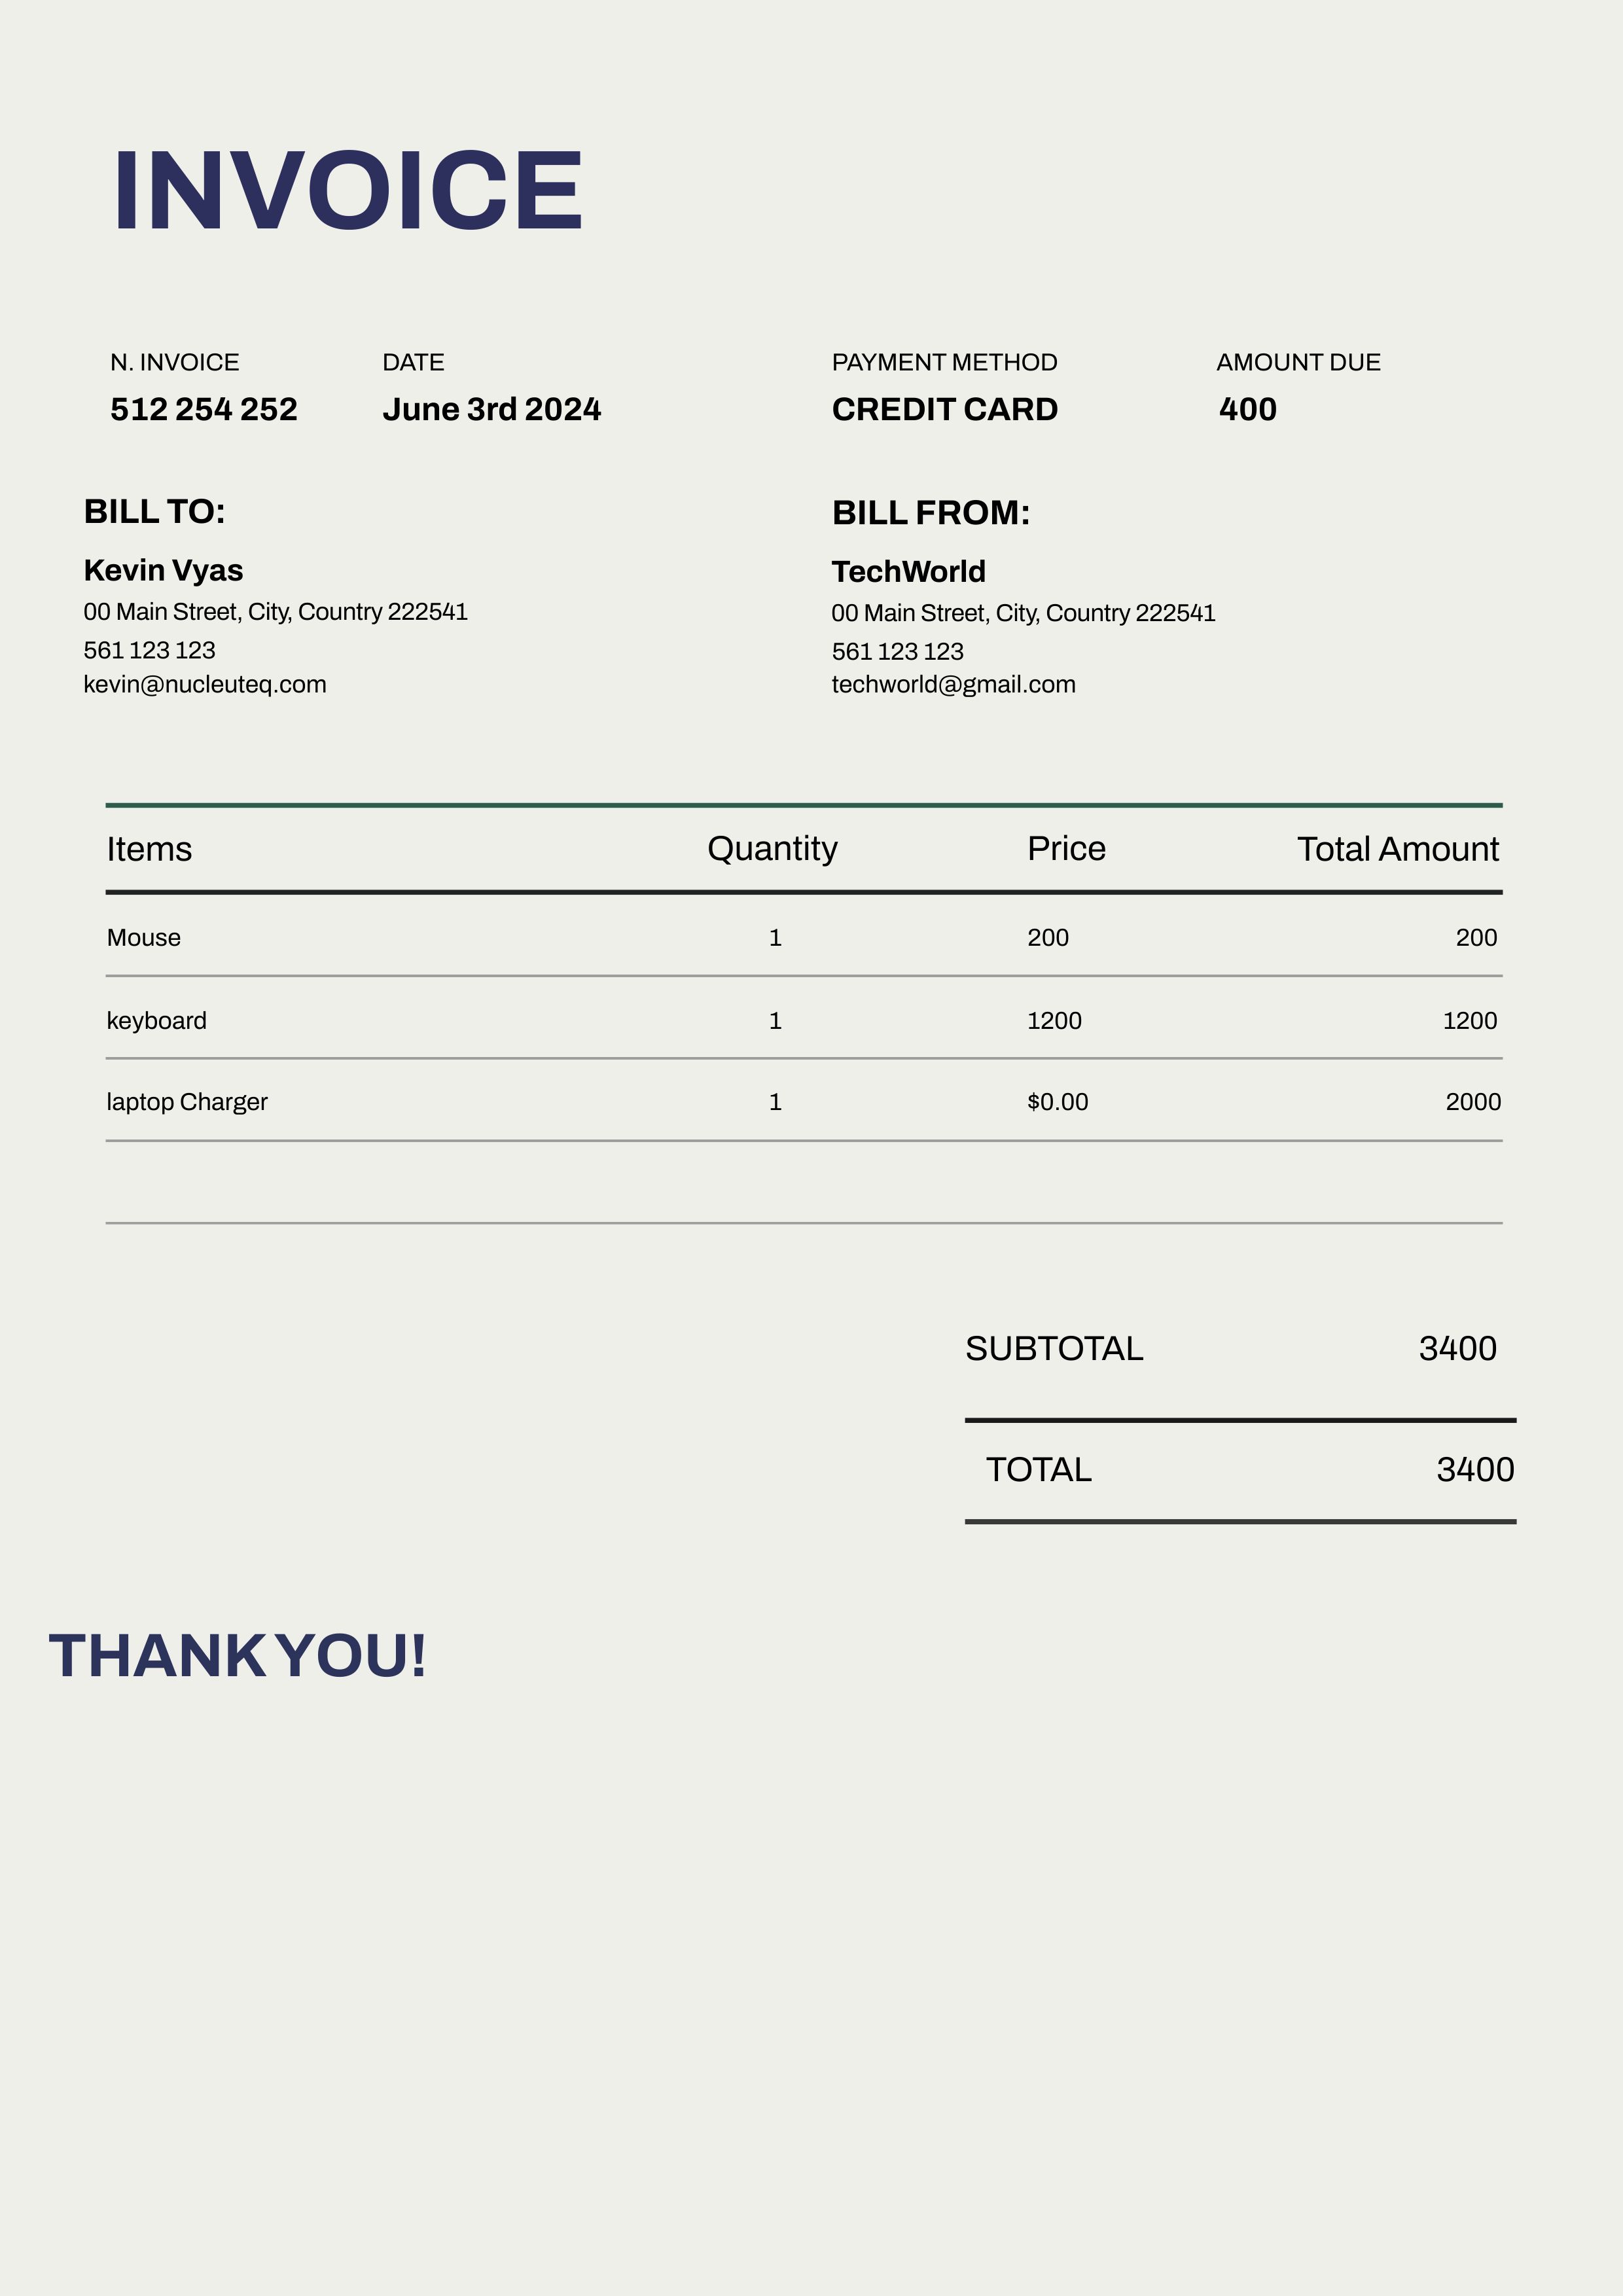 INVOICE
N. INVOICE DATE PAYMENT METHOD AMOUNT DUE
512 254 252 June 3rd 2024 CREDIT CARD 400
BILL TO: BILL FROM:
Kevin Vyas TechWorld
00 Main Street, City, Country 222541 00 Main Street, City, Country 222541
561 123 123 561 123 123
kevin@nucleuteq.com techworld@gmail.com
Items Quantity Price Total Amount
Mouse 1 200 200
keyboard 1 1200 1200
laptop Charger 1 $0.00 2000
SUBTOTAL 3400
TOTAL 3400
THANK YOU!